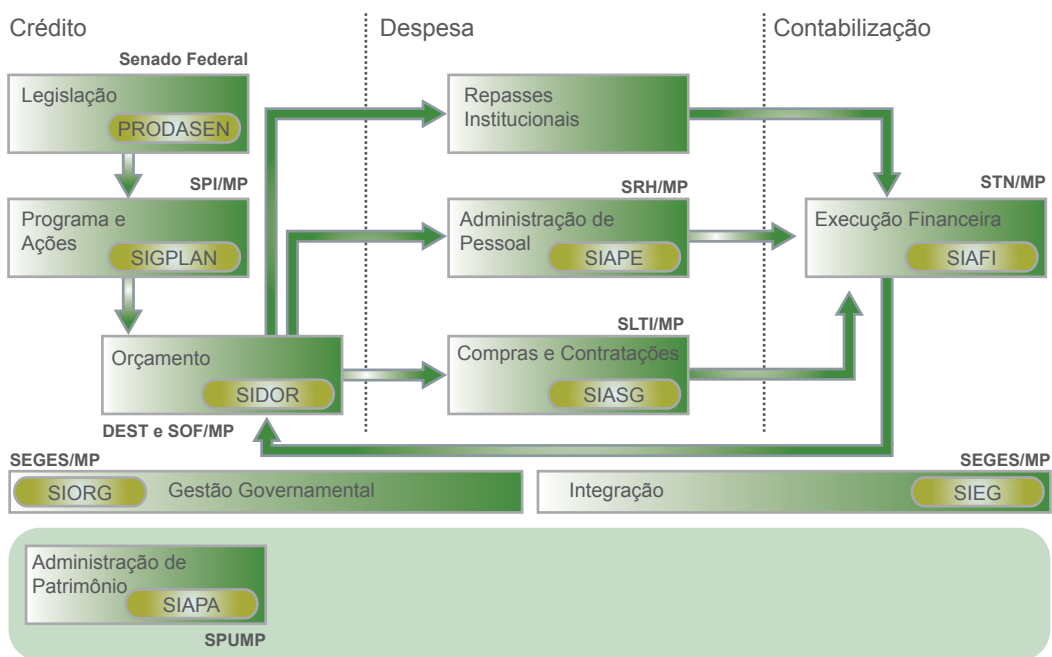 Crédito
Despesa
Contabilização
Senado Federal
Legislação
PRODASEN
Repasses
Institucionais
SPI/MP
Programa e
Ações
SIGPLAN
SRH/MP
Administração de
Pessoal
SIAPE
STN/MP
Execução Financeira
SIAFI
Orçamento
SIDOR
DEST e SOF/MP
SLTI/MP
Compras e Contratações
SIASG
SEGES/MP
SIORG
Gestão Governamental
SEGES/MP
Integração
SIEG
Administração de
Patrimônio
SIAPA
SPUMP